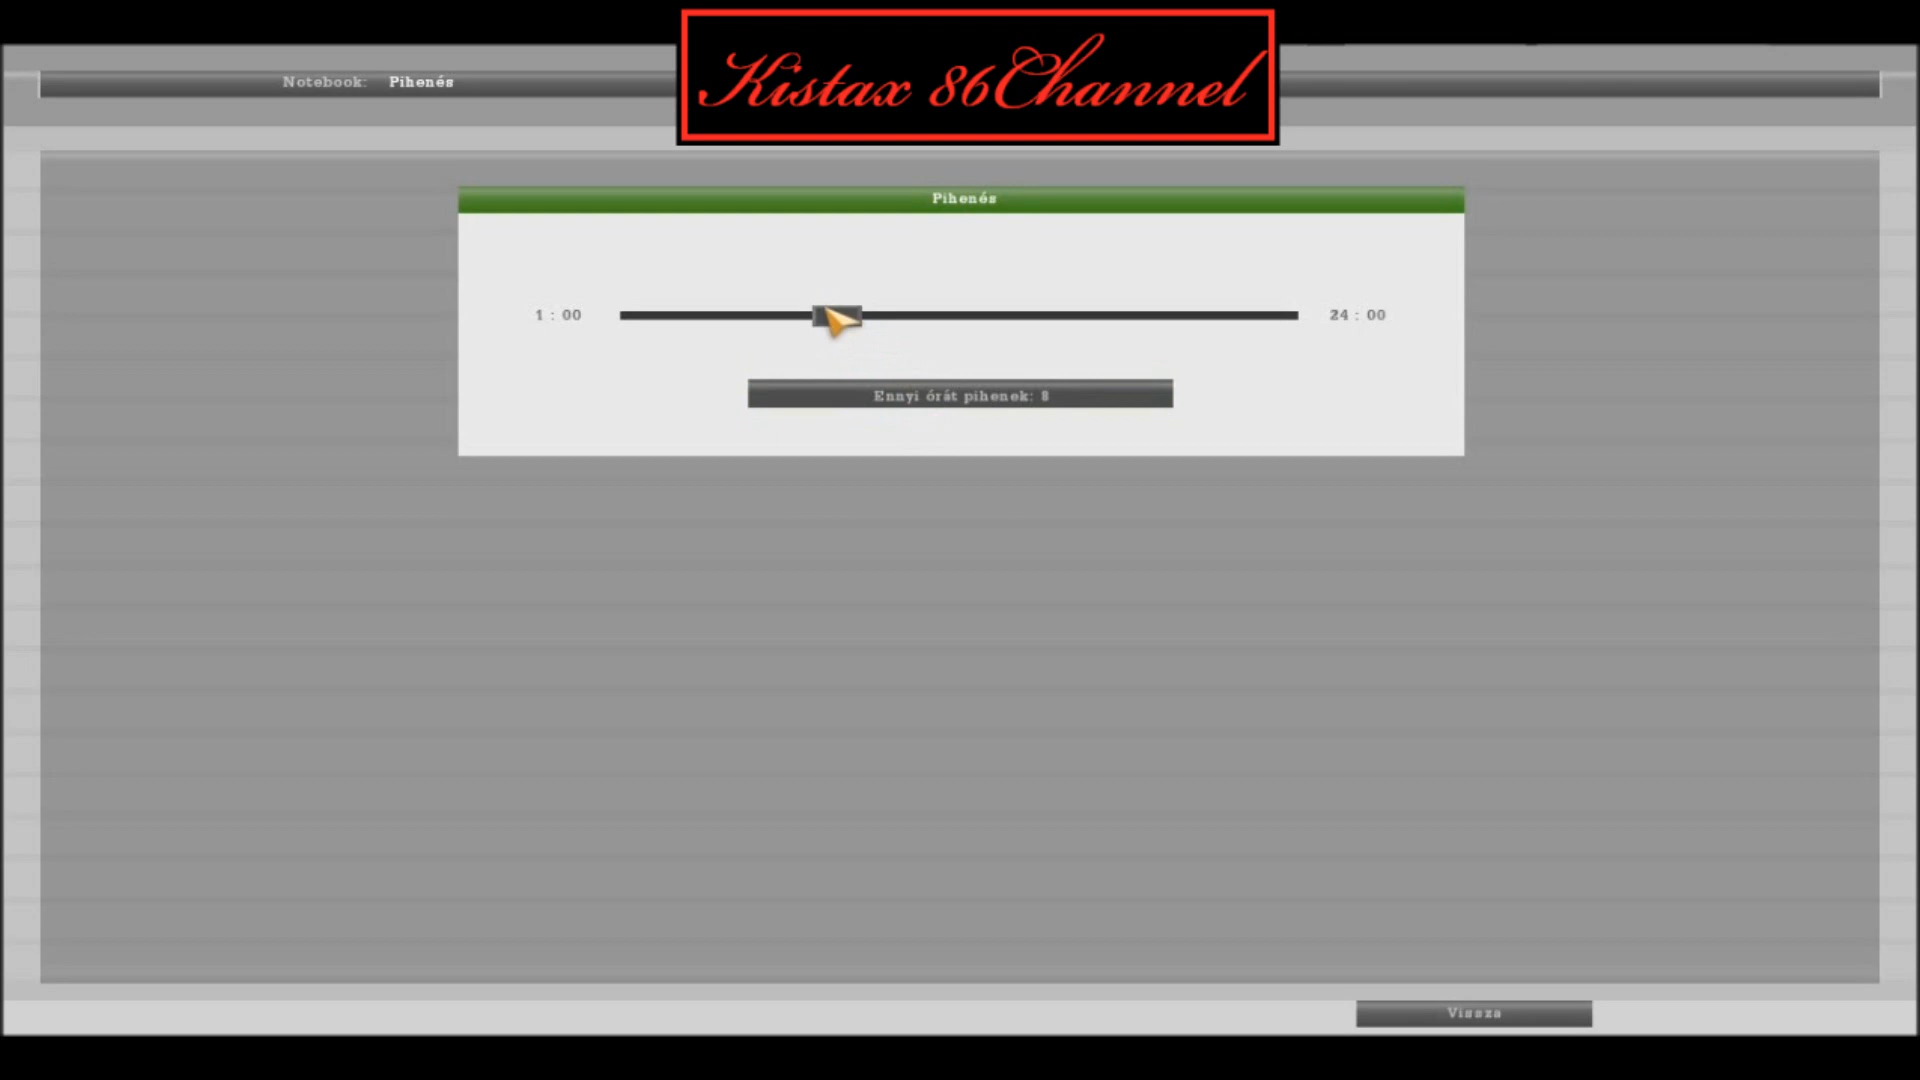 Kistax 86Channel
Notebook: Pihenés
Pihenés
1 : 00
24 : 00
Ennyi órát pihenek: 8
Vissza